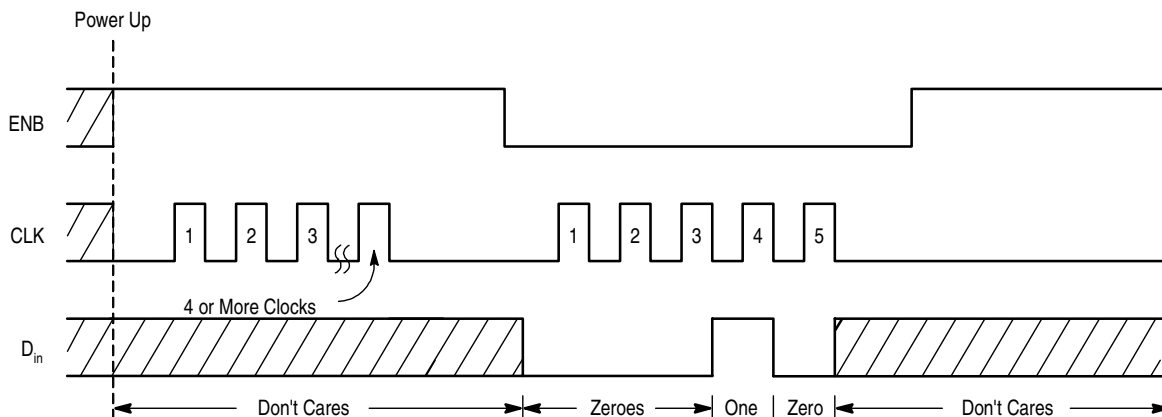 Power Up
ENB
CLK
1 2 3 1 2 3 4 5
4 or More Clocks
Din
Don't Cares Zeroes One Zero Don't Cares